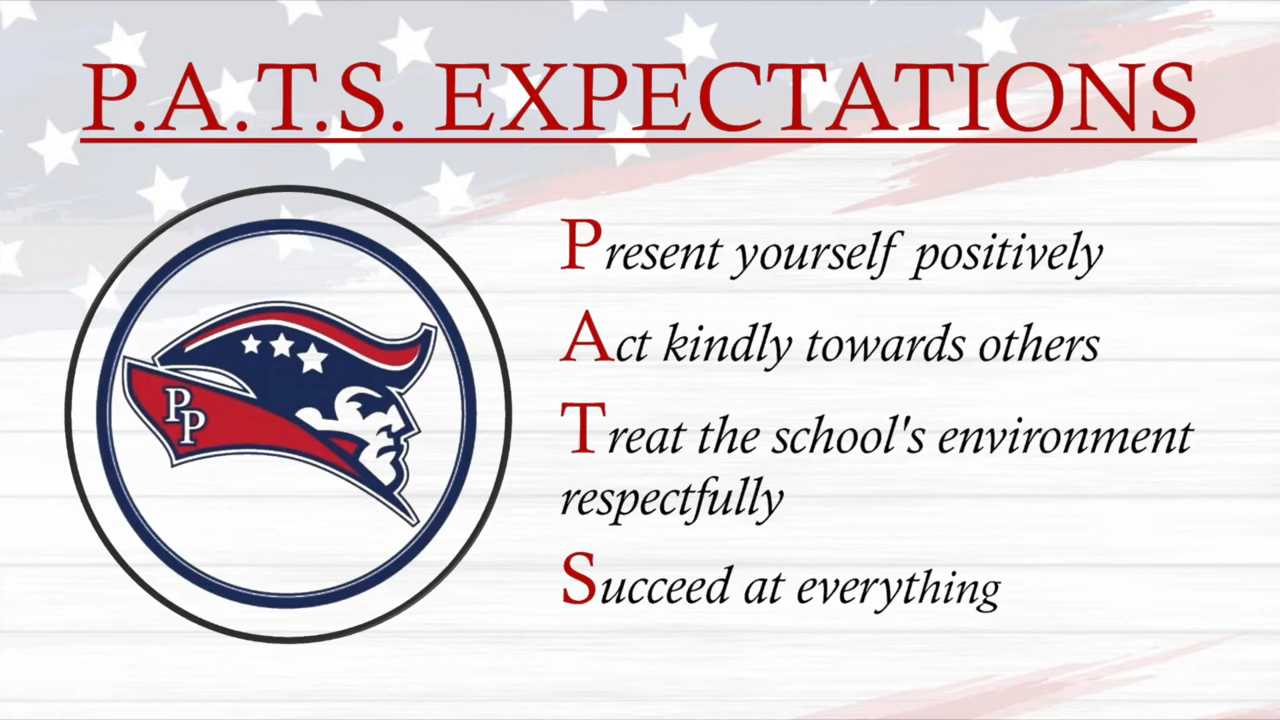 P.A.T.S. EXPECTATIONS
Present yourself positively
Act kindly towards others
Treat the school's environment
respectfully
Succeed at everything
PP